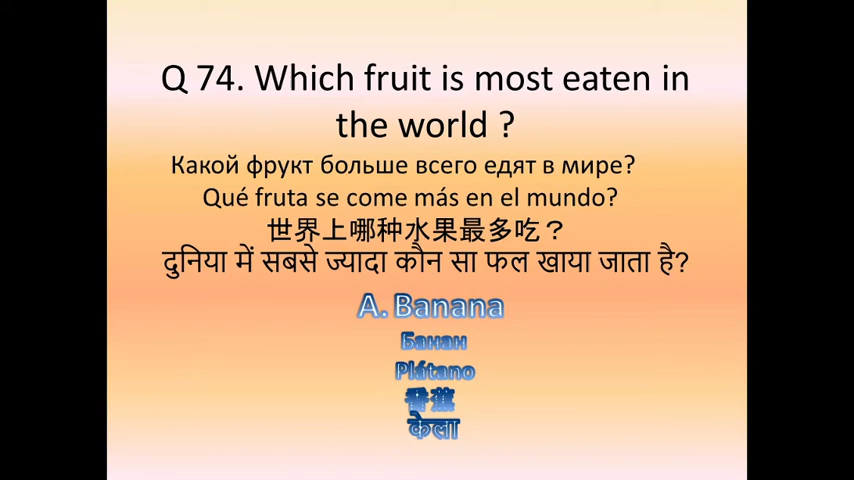 Q 74. Which fruit is most eaten in
the world ?
Какой фрукт больше всего едят в мире?
Qué fruta se come más en el mundo?
世界上哪种水果最多吃？
दुनिया में सबसे ज्यादा कौन सा फल खाया जाता है?
A. Banana
Банан
Plátano
香蕉
केला